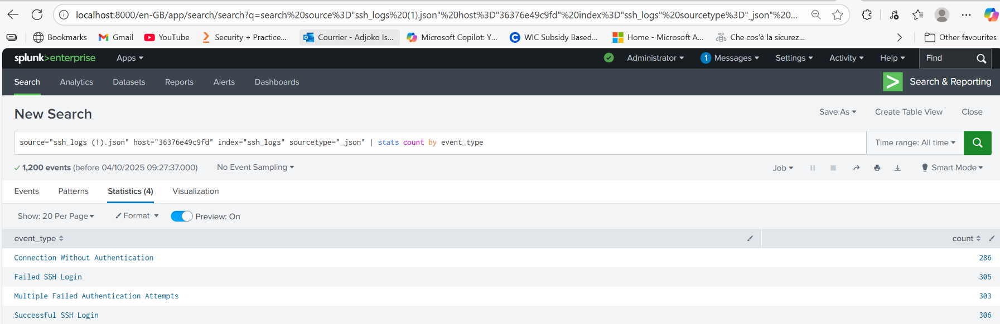 localhost:8000/en-GB/app/search/search?q=search%20source%3D"ssh_logs%20(1).json"%20host%3D"36376e49c9fd"%20index%3D"ssh_logs"%20sourcetype%3D"_json"%20...
Bookmarks Gmail YouTube Security + Practice... Courrier - Adjoko Is... Microsoft Copilot: Y... WIC Subsidy Based... Home - Microsoft A... Che cos'è la sicurez... Other favourites
splunk>enterprise Apps Administrator 1 Messages Settings Activity Help Find
Search Analytics Datasets Reports Alerts Dashboards Search & Reporting
New Search Save As Create Table View Close
source="ssh_logs (1).json" host="36376e49c9fd" index="ssh_logs" sourcetype="_json" | stats count by event_type Time range: All time
1,200 events (before 04/10/2025 09:27:37.000) No Event Sampling Job Smart Mode
Events Patterns Statistics (4) Visualization
Show: 20 Per Page Format Preview: On
event_type count
Connection Without Authentication 286
Failed SSH Login 305
Multiple Failed Authentication Attempts 303
Successful SSH Login 306